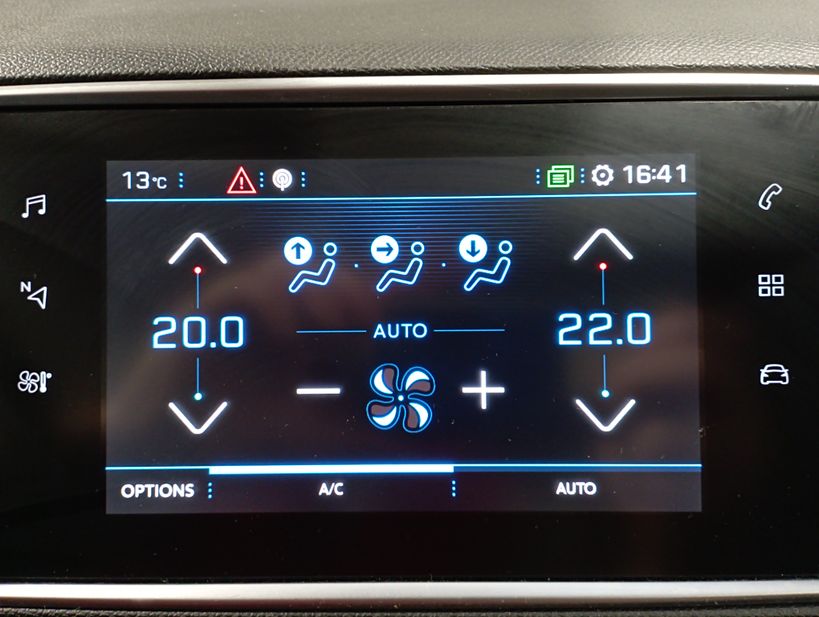 13°C 16:41
N
20.0 AUTO 22.0
OPTIONS A/C AUTO